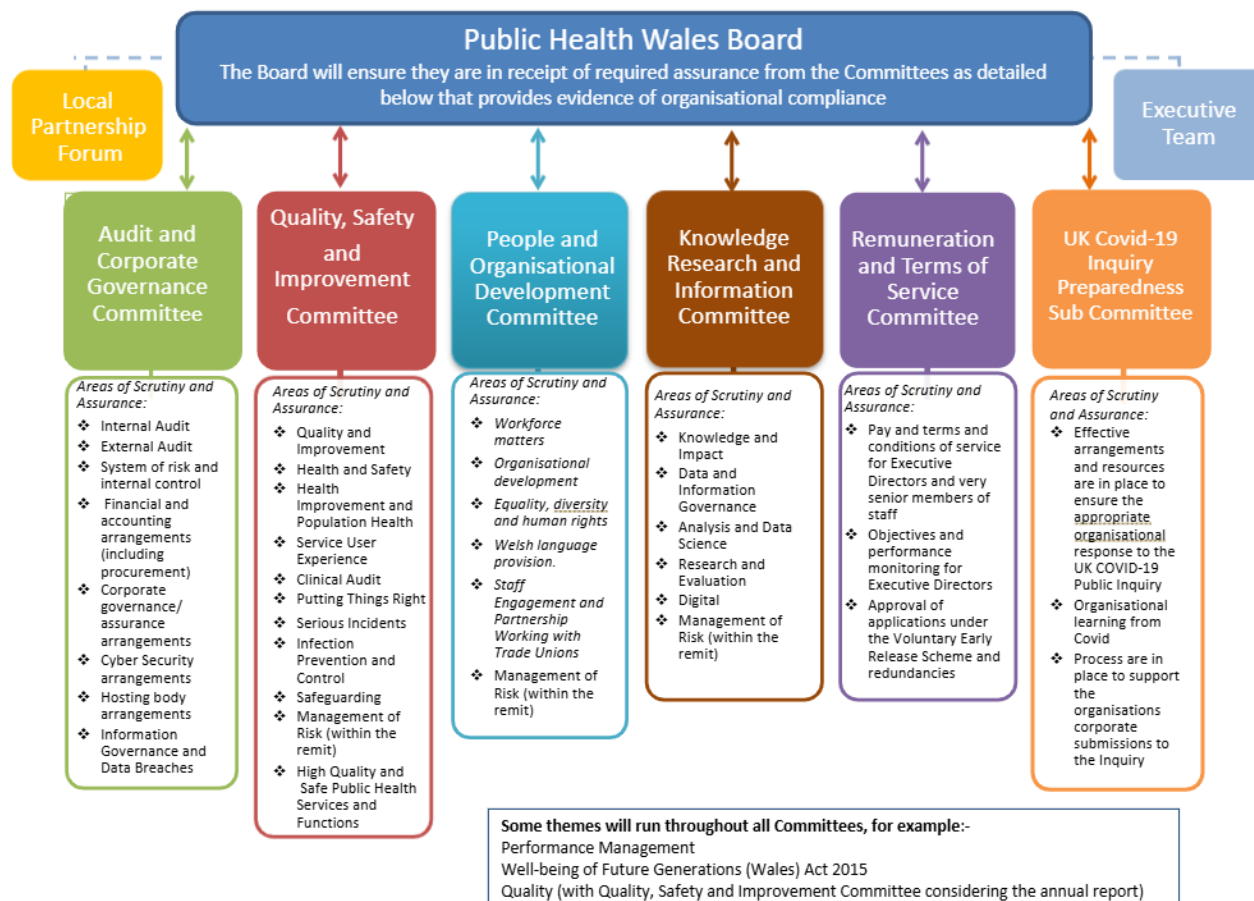 Public Health Wales Board
The Board will ensure they are in receipt of required assurance from the Committees as detailed
below that provides evidence of organisational compliance
Local
Partnership
Forum
Executive
Team
Audit and
Corporate
Governance
Committee
Areas of Scrutiny and
Assurance:
❖ Internal Audit
❖ External Audit
❖ System of risk and
internal control
❖ Financial and
accounting
arrangements
(including
procurement)
❖ Corporate
governance/
assurance
arrangements
❖ Cyber Security
arrangements
❖ Hosting body
arrangements
❖ Information
Governance and
Data Breaches
Quality, Safety
and
Improvement
Committee
Areas of Scrutiny and
Assurance:
❖ Quality and
Improvement
❖ Health and Safety
❖ Health
Improvement and
Population Health
❖ Service User
Experience
❖ Clinical Audit
❖ Putting Things Right
❖ Serious Incidents
❖ Infection
Prevention and
Control
❖ Safeguarding
❖ Management of
Risk (within the
remit)
❖ High Quality and
Safe Public Health
Services and
Functions
People and
Organisational
Development
Committee
Areas of Scrutiny and
Assurance:
❖ Workforce
matters
❖ Organisational
development
❖ Equality, diversity
and human rights
❖ Welsh language
provision.
❖ Staff
Engagement and
Partnership
Working with
Trade Unions
❖ Management of
Risk (within the
remit)
Knowledge
Research and
Information
Committee
Areas of Scrutiny and
Assurance:
❖ Knowledge and
Impact
❖ Data and
Information
Governance
❖ Analysis and Data
Science
❖ Research and
Evaluation
❖ Digital
❖ Management of
Risk (within the
remit)
Remuneration
and Terms of
Service
Committee
Areas of Scrutiny and
Assurance:
❖ Pay and terms and
conditions of service
for Executive
Directors and very
senior members of
staff
❖ Objectives and
performance
monitoring for
Executive Directors
❖ Approval of
applications under
the Voluntary Early
Release Scheme and
redundancies
UK Covid-19
Inquiry
Preparedness
Sub Committee
Areas of Scrutiny
and Assurance:
❖ Effective
arrangements
and resources
are in place to
ensure the
appropriate
organisational
response to the
UK COVID-19
Public Inquiry
❖ Organisational
learning from
Covid
❖ Process are in
place to support
the
organisations
corporate
submissions to
the Inquiry
Some themes will run throughout all Committees, for example:-
Performance Management
Well-being of Future Generations (Wales) Act 2015
Quality (with Quality, Safety and Improvement Committee considering the annual report)